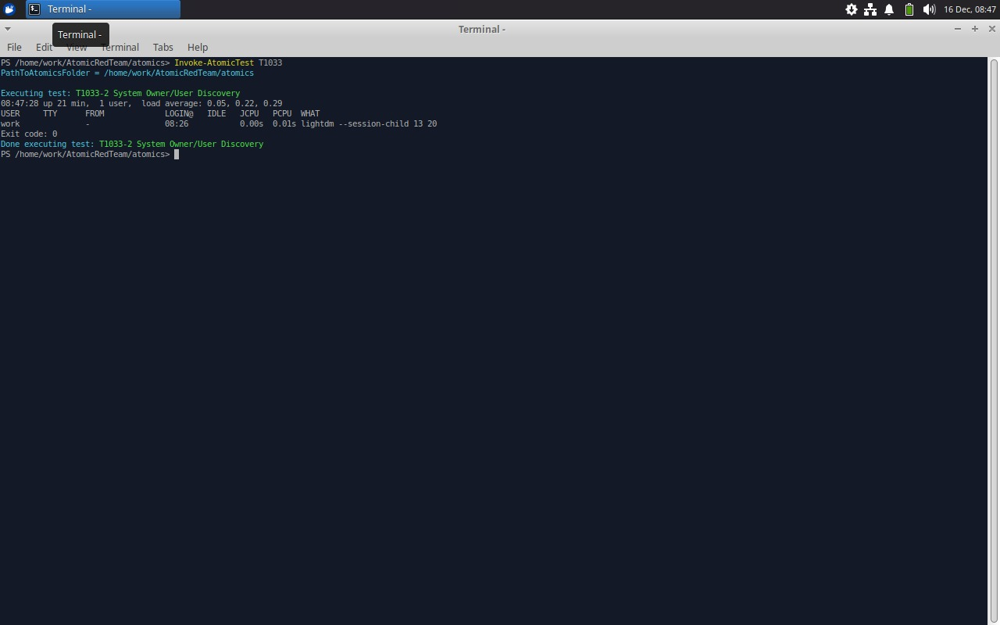 Terminal -
16 Dec, 08:47
Terminal -
Terminal -
File Edit View Terminal Tabs Help
PS /home/work/AtomicRedTeam/atomics> Invoke-AtomicTest T1033
PathToAtomicsFolder = /home/work/AtomicRedTeam/atomics
Executing test: T1033-2 System Owner/User Discovery
08:47:28 up 21 min,  1 user,  load average: 0.05, 0.22, 0.29
USER     TTY      FROM             LOGIN@   IDLE   JCPU   PCPU  WHAT
work              -                08:26           0.00s  0.01s lightdm --session-child 13 20
Exit code: 0
Done executing test: T1033-2 System Owner/User Discovery
PS /home/work/AtomicRedTeam/atomics>